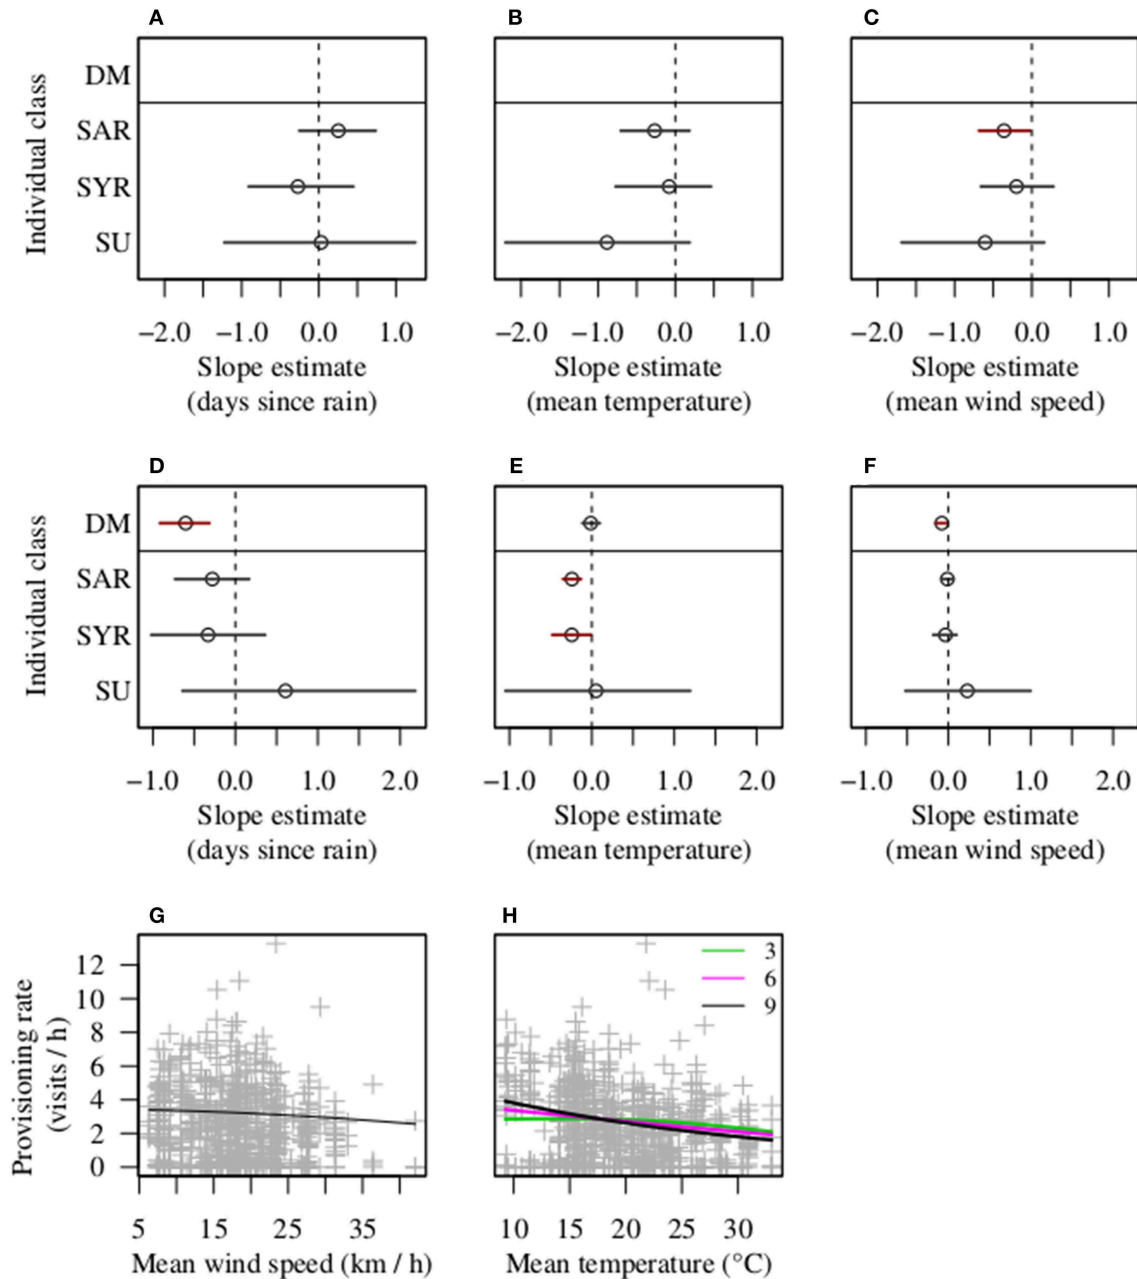 A B C
Individual class
DM
SAR
SYR
SU
−2.0 −1.0 0.0 1.0 −2.0 −1.0 0.0 1.0 −2.0 −1.0 0.0 1.0
Slope estimate Slope estimate Slope estimate
(days since rain) (mean temperature) (mean wind speed)
D E F
Individual class
DM
SAR
SYR
SU
−1.0 0.0 1.0 2.0 −1.0 0.0 1.0 2.0 −1.0 0.0 1.0 2.0
Slope estimate Slope estimate Slope estimate
(days since rain) (mean temperature) (mean wind speed)
G H
Provisioning rate
(visits / h)
12
10
8
6
4
2
0
3
6
9
5 15 25 35 10 15 20 25 30
Mean wind speed (km / h) Mean temperature (°C)